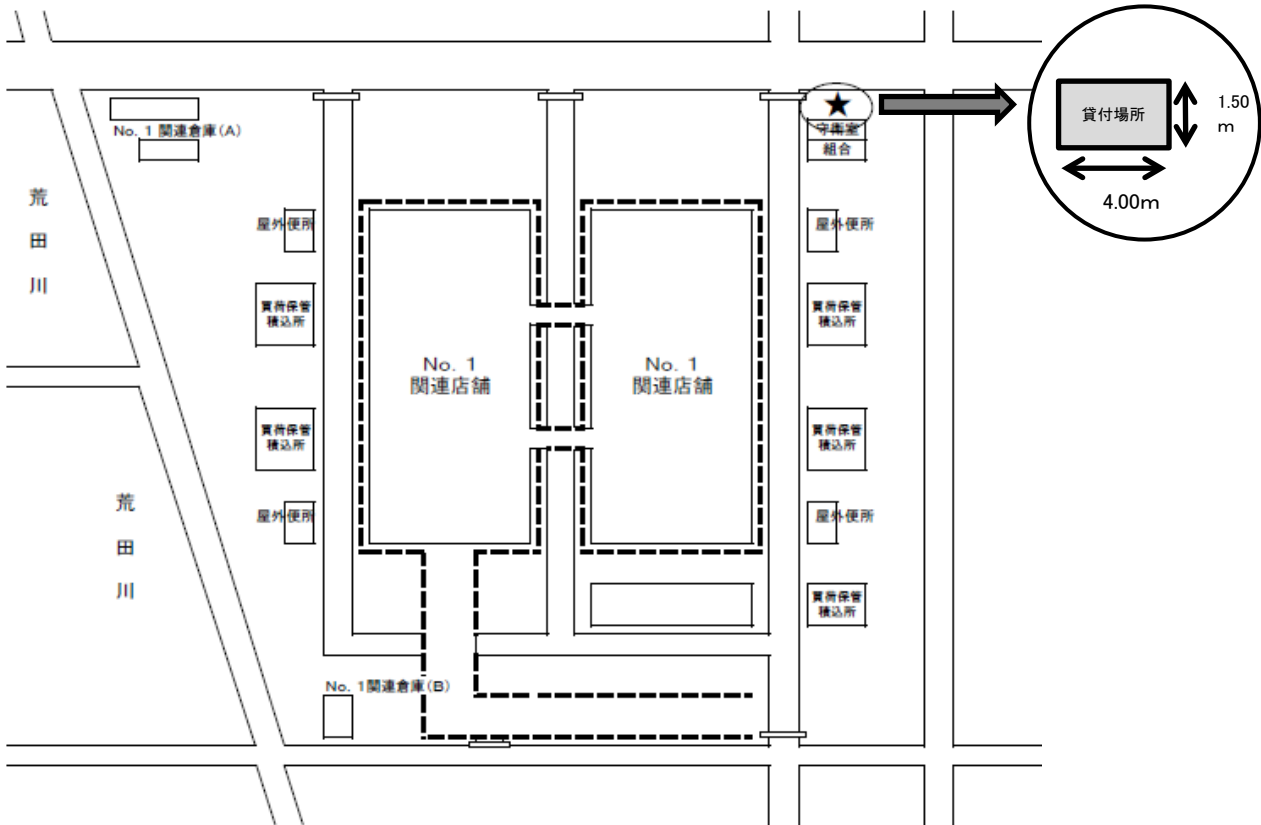 貸付場所
1.50
m
4.00m
★
守衛室
組合
No. 1 関連倉庫(A)
荒
田
川
屋外便所
屋外便所
買荷保管
積込所
買荷保管
積込所
No. 1
関連店舗
No. 1
関連店舗
買荷保管
積込所
買荷保管
積込所
荒
田
川
屋外便所
屋外便所
買荷保管
積込所
No. 1関連倉庫(B)